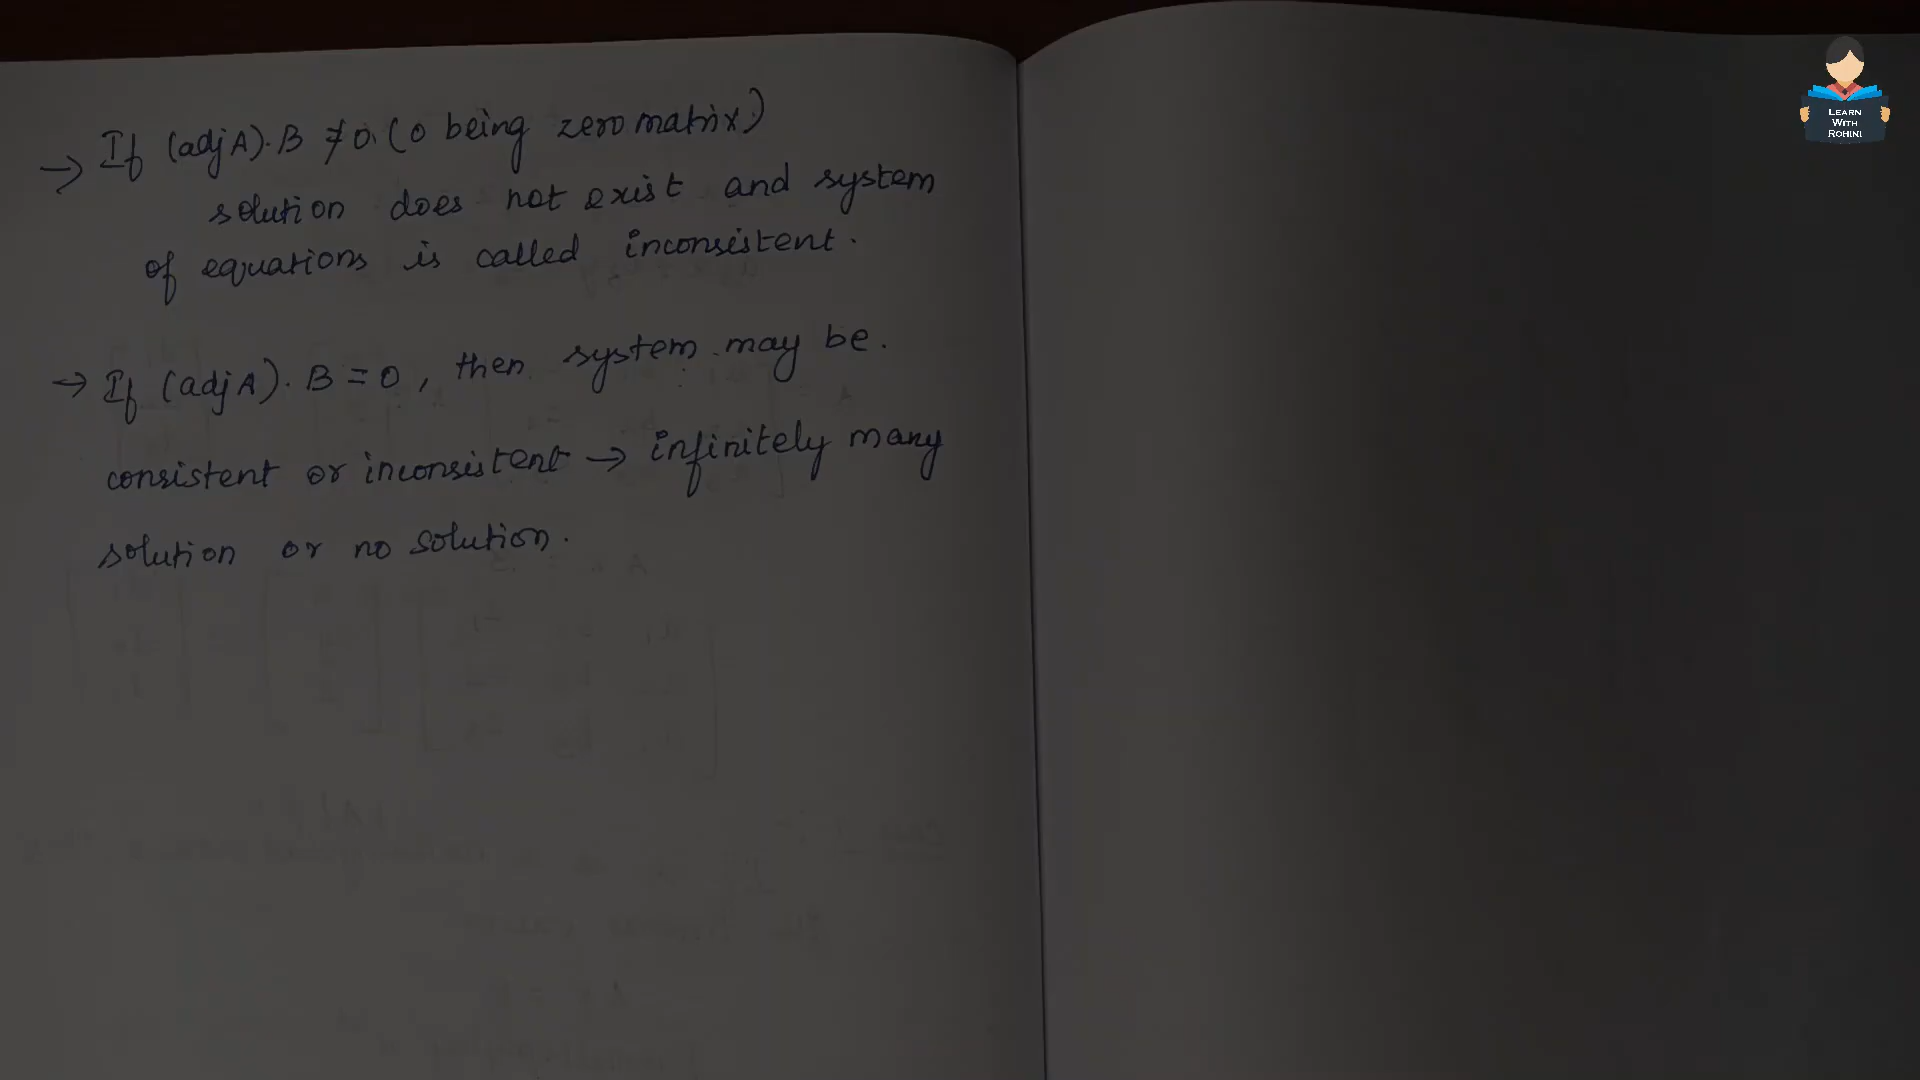 → If (adj A). B ≠ 0. (0 being zero matrix)
solution does not exist and system
of equations is called inconsistent.
→ If (adj A). B = 0, then system may be.
consistent or inconsistent → infinitely many
solution or no solution.
LEARN
WITH
ROHINI